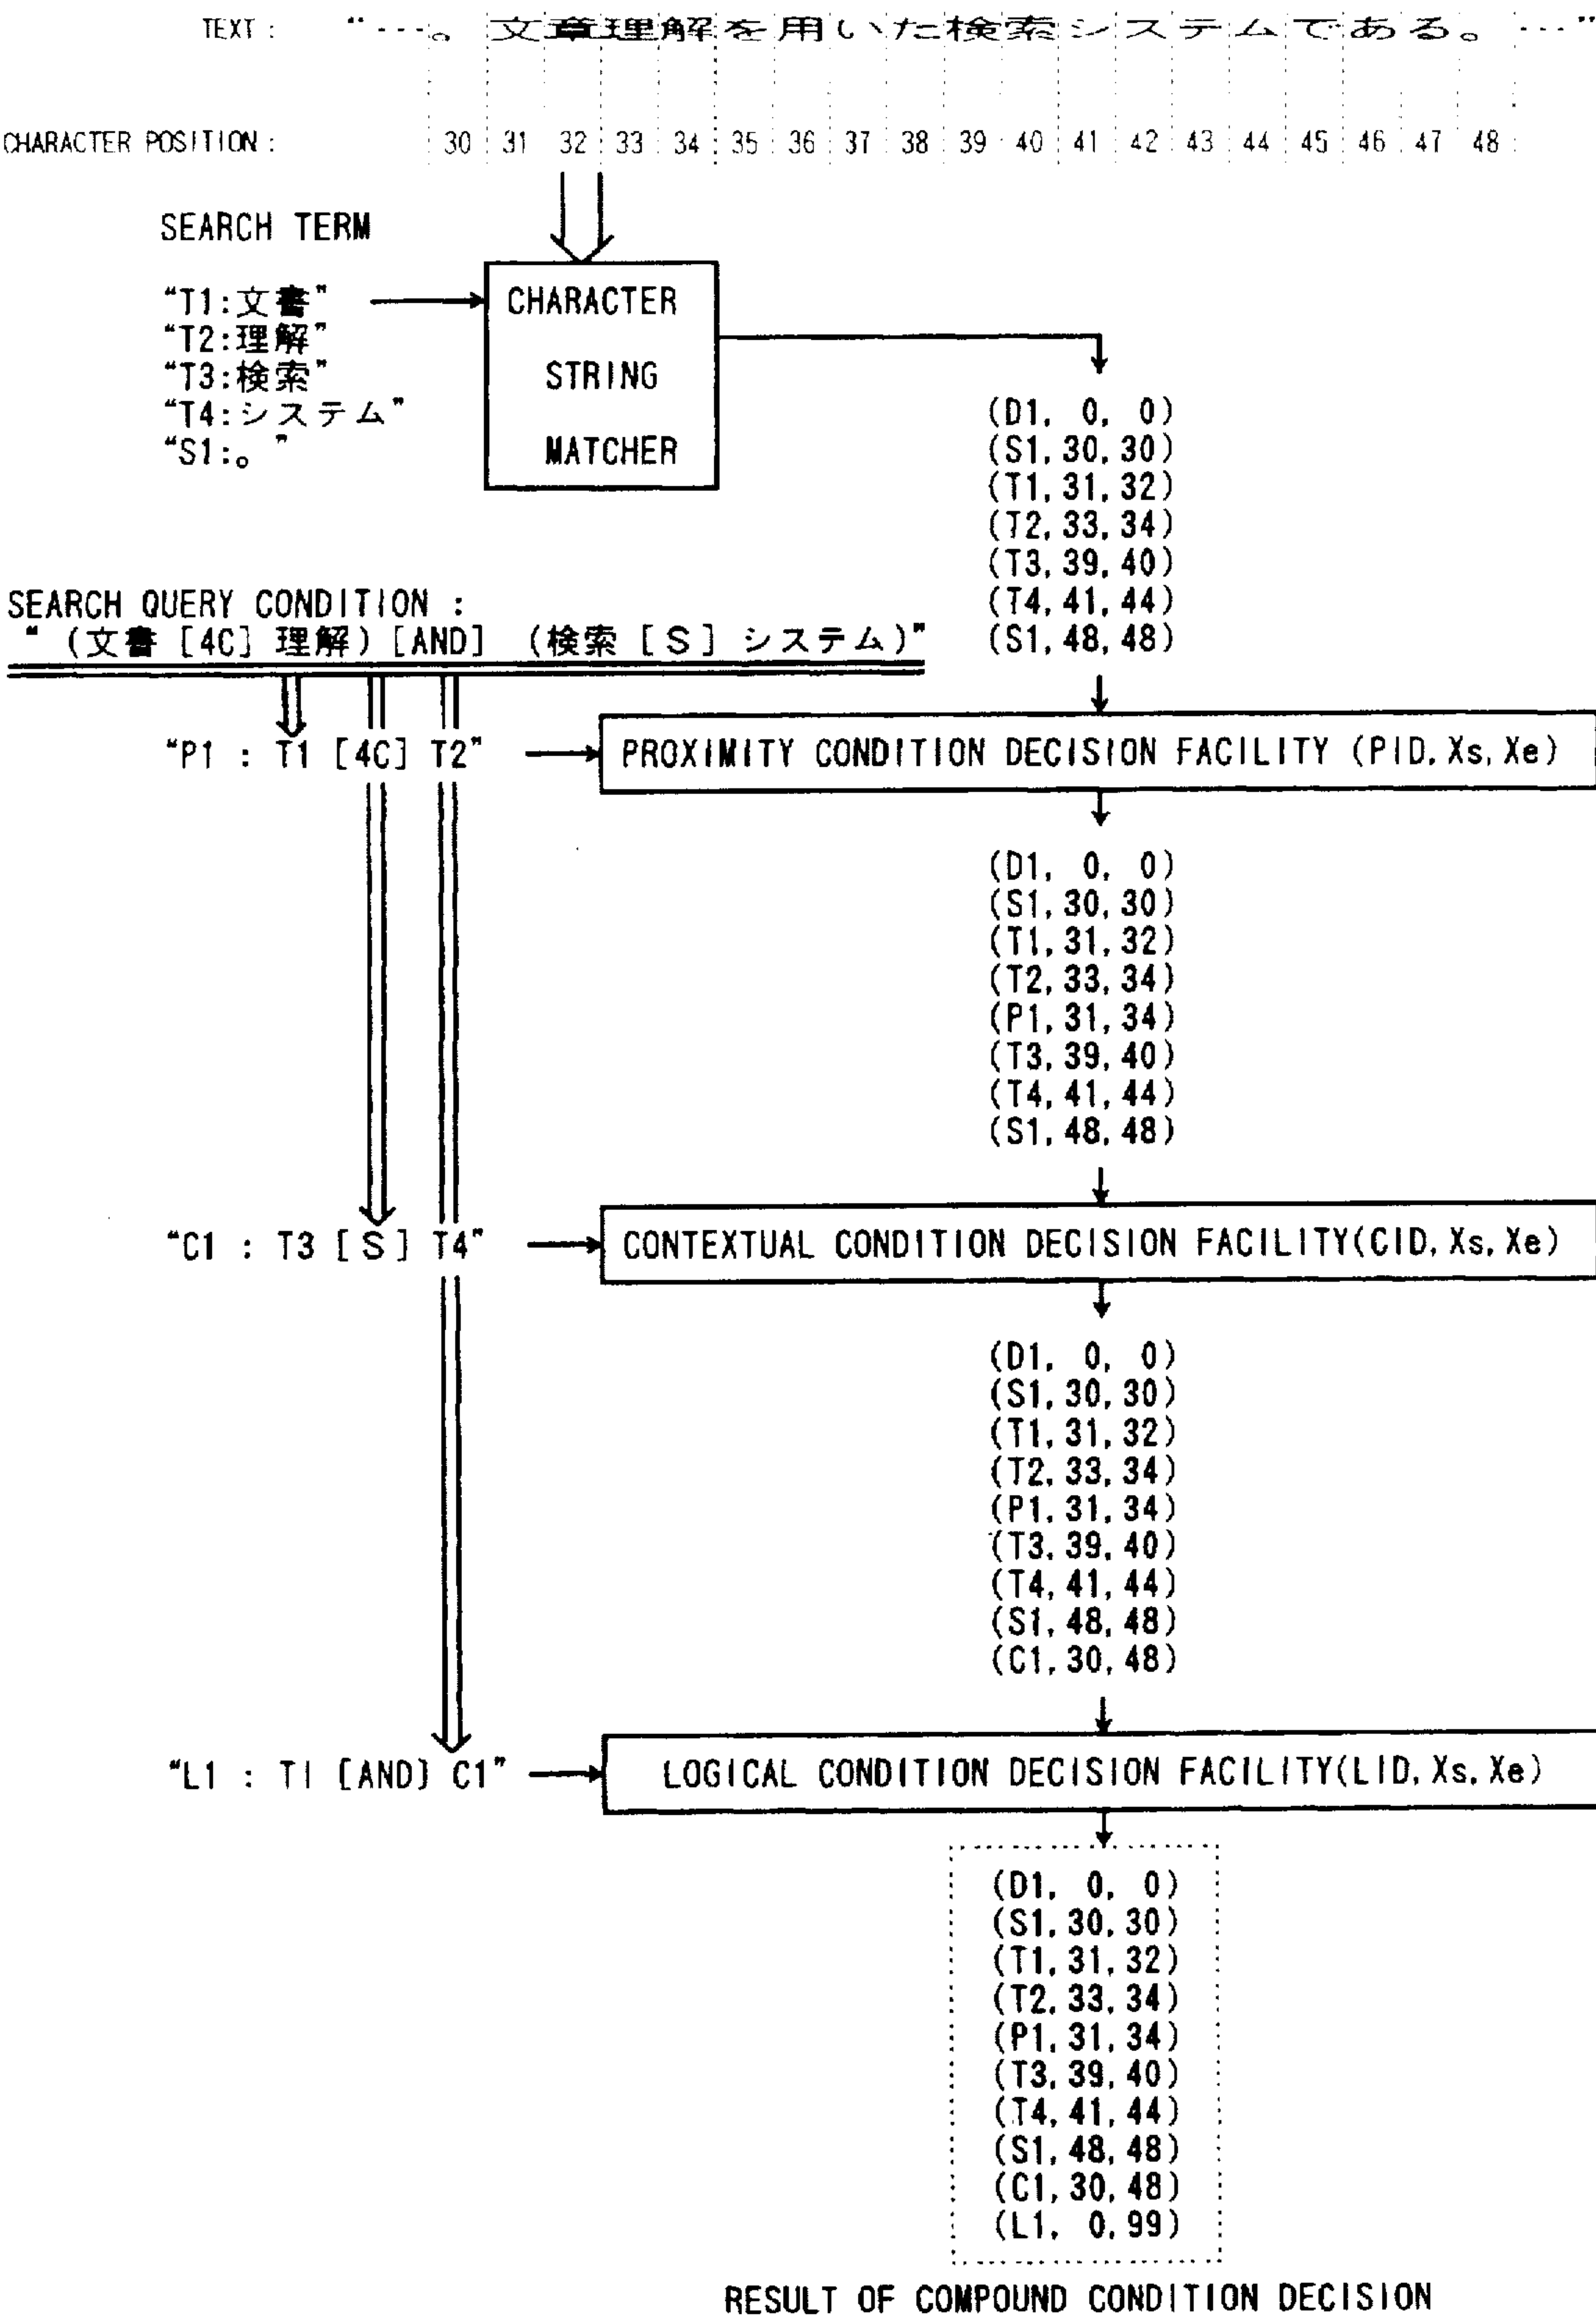 TEXT : “---。文章理解を用いた検索システムである。---”
CHARACTER POSITION : 30 31 32 33 34 35 36 37 38 39 40 41 42 43 44 45 46 47 48
SEARCH TERM
“T1:文書”
“T2:理解”
“T3:検索”
“T4:システム”
“S1:。”
CHARACTER
STRING
MATCHER
(D1, 0, 0)
(S1, 30, 30)
(T1, 31, 32)
(T2, 33, 34)
(T3, 39, 40)
(T4, 41, 44)
(S1, 48, 48)
SEARCH QUERY CONDITION :
“ (文書 [4C] 理解) [AND] (検索 [S] システム)”
“P1 : T1 [4C] T2”
PROXIMITY CONDITION DECISION FACILITY (PID, Xs, Xe)
(D1, 0, 0)
(S1, 30, 30)
(T1, 31, 32)
(T2, 33, 34)
(P1, 31, 34)
(T3, 39, 40)
(T4, 41, 44)
(S1, 48, 48)
“C1 : T3 [S] T4”
CONTEXTUAL CONDITION DECISION FACILITY(CID, Xs, Xe)
(D1, 0, 0)
(S1, 30, 30)
(T1, 31, 32)
(T2, 33, 34)
(P1, 31, 34)
(T3, 39, 40)
(T4, 41, 44)
(S1, 48, 48)
(C1, 30, 48)
“L1 : TI [AND] C1”
LOGICAL CONDITION DECISION FACILITY(LID, Xs, Xe)
(D1, 0, 0)
(S1, 30, 30)
(T1, 31, 32)
(T2, 33, 34)
(P1, 31, 34)
(T3, 39, 40)
(T4, 41, 44)
(S1, 48, 48)
(C1, 30, 48)
(L1, 0, 99)
RESULT OF COMPOUND CONDITION DECISION